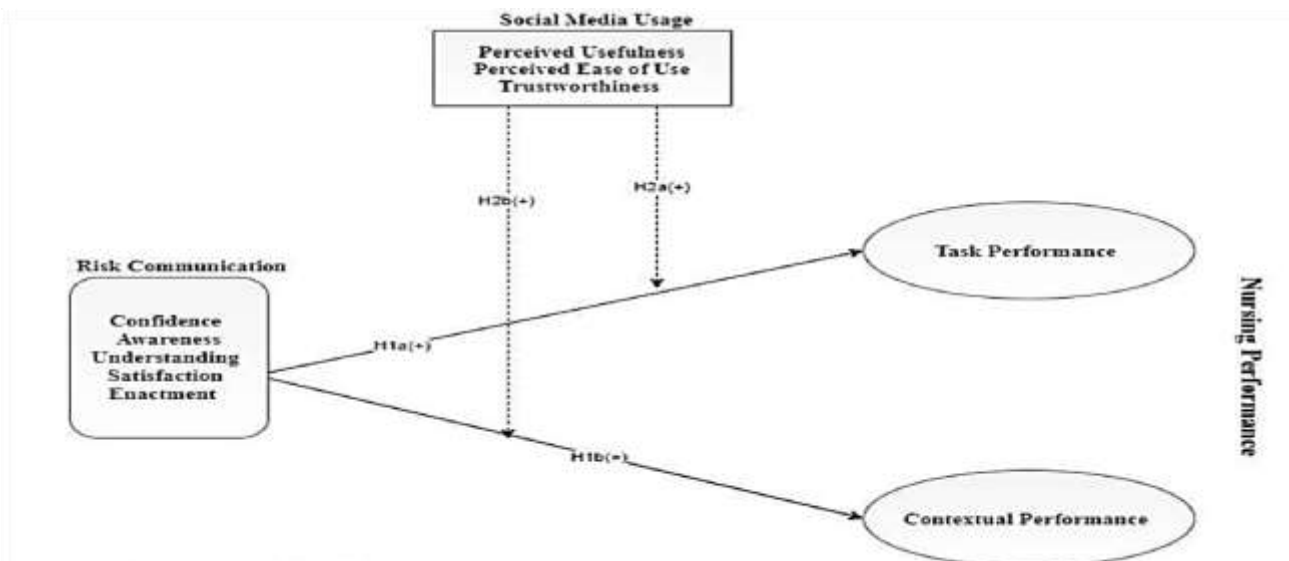 Social Media Usage
Perceived Usefulness
Perceived Ease of Use
Trustworthiness
H2b(+)
H2a(+)
Task Performance
Risk Communication
Confidence
Awareness
Understanding
Satisfaction
Enactment
H1a(+)
H1b(+)
Contextual Performance
Nursing Performance